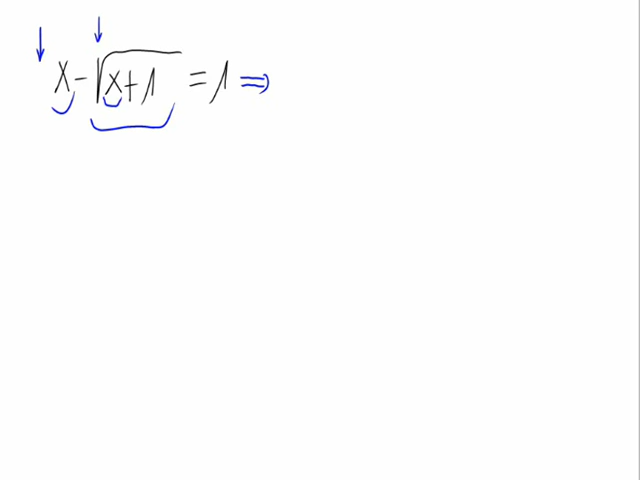 x - √(x+1) = 1 ⇒